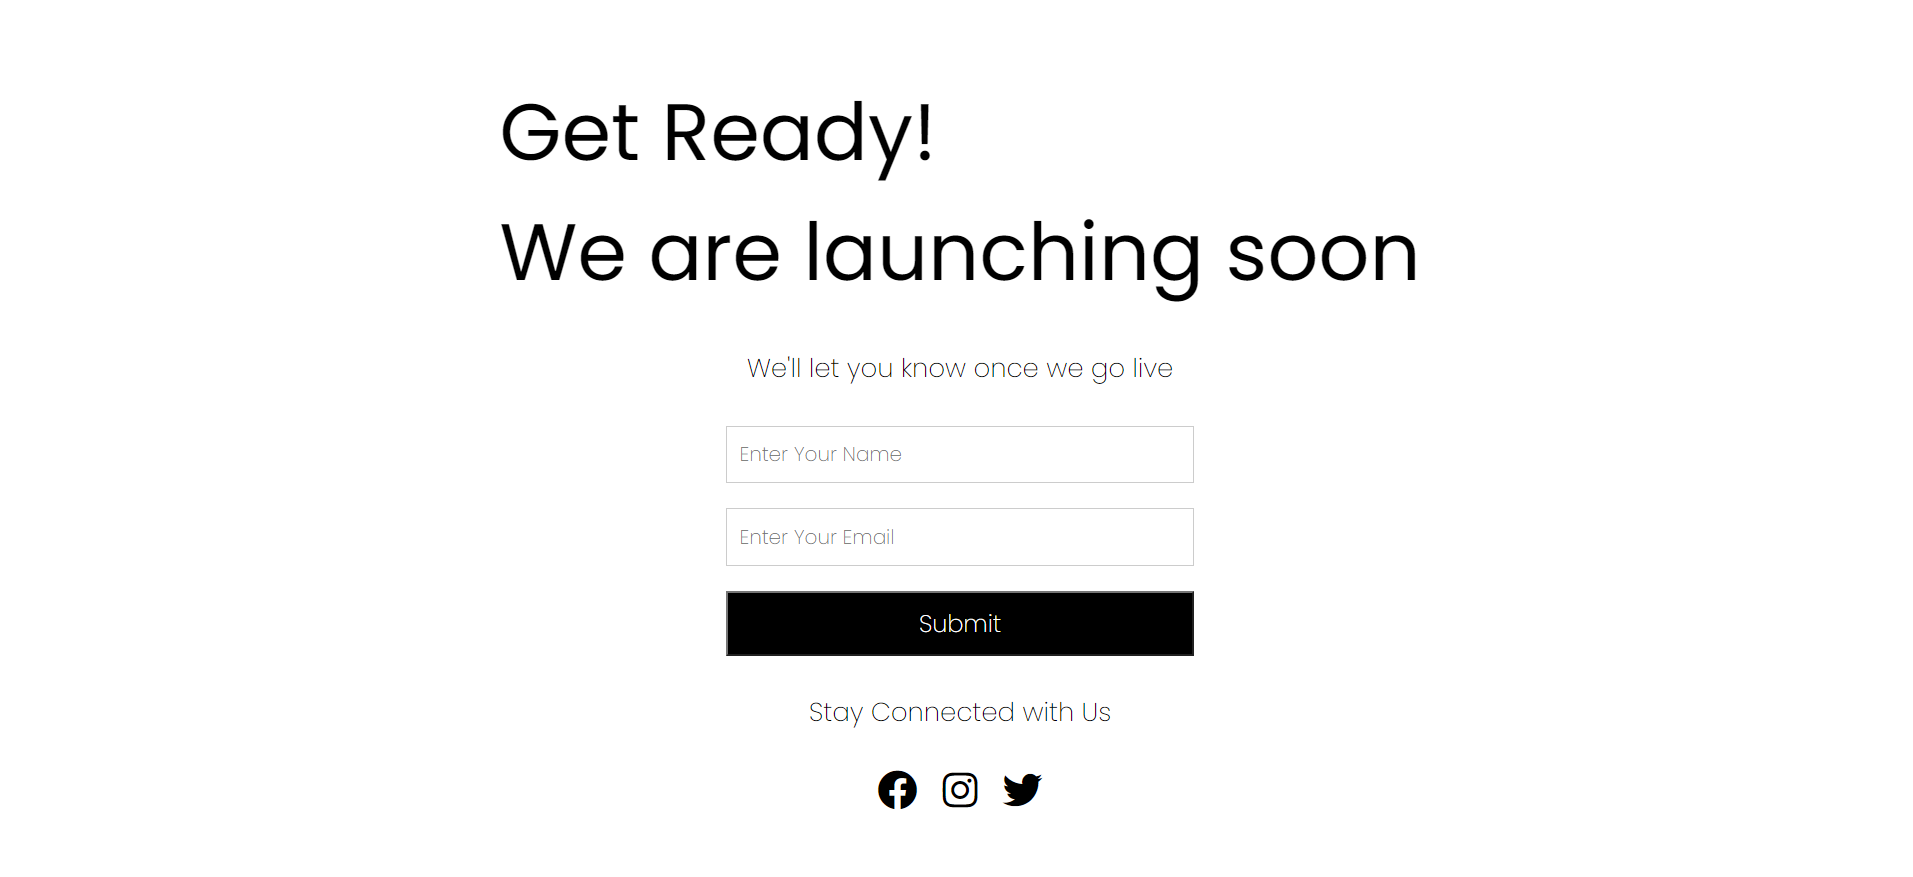 Get Ready!
We are launching soon
We'll let you know once we go live
Enter Your Name
Enter Your Email
Submit
Stay Connected with Us